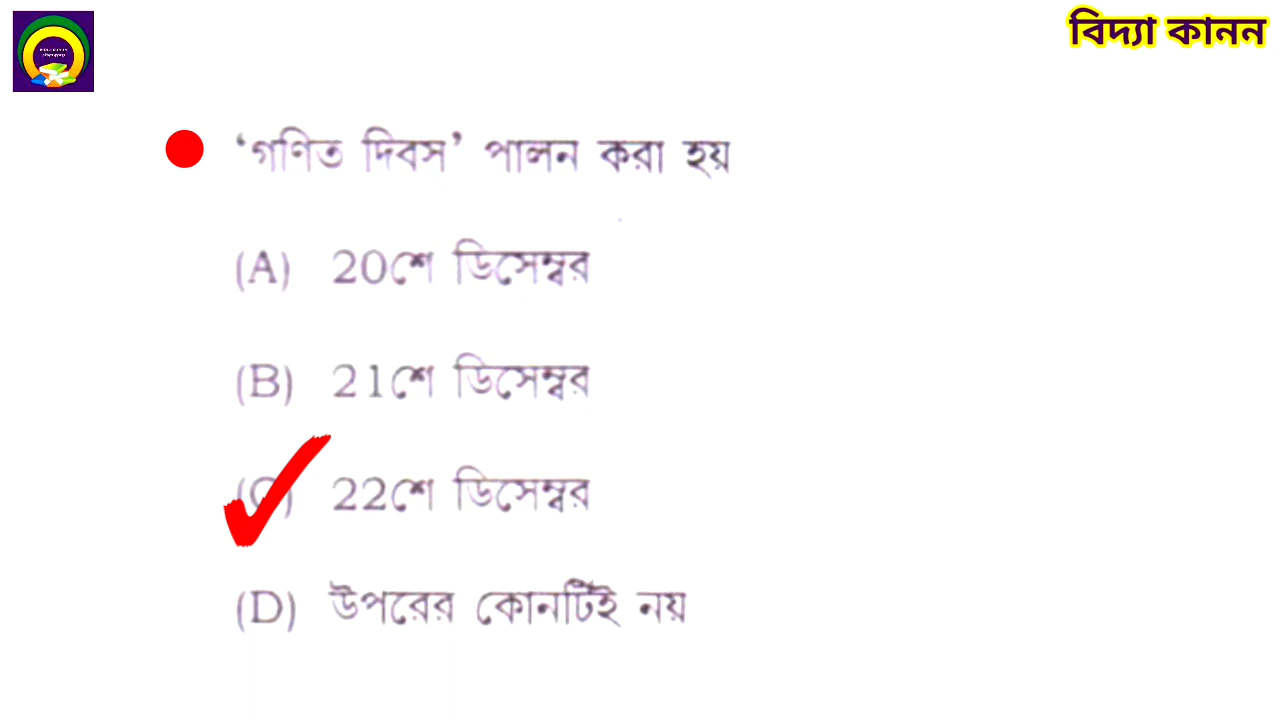 বিদ্যা কানন
‘গণিত দিবস’ পালন করা হয়
(A) 20শে ডিসেম্বর
(B) 21শে ডিসেম্বর
(C) 22শে ডিসেম্বর
(D) উপরের কোনটিই নয়